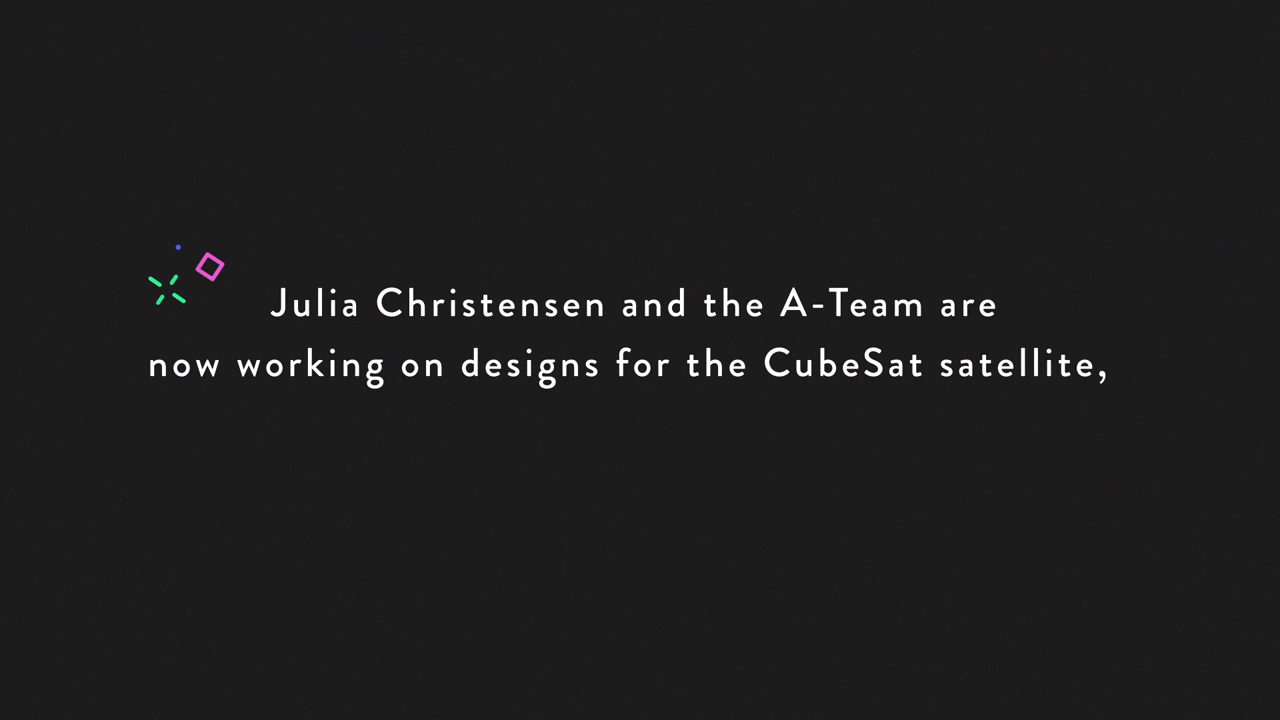 Julia Christensen and the A-Team are
now working on designs for the CubeSat satellite,